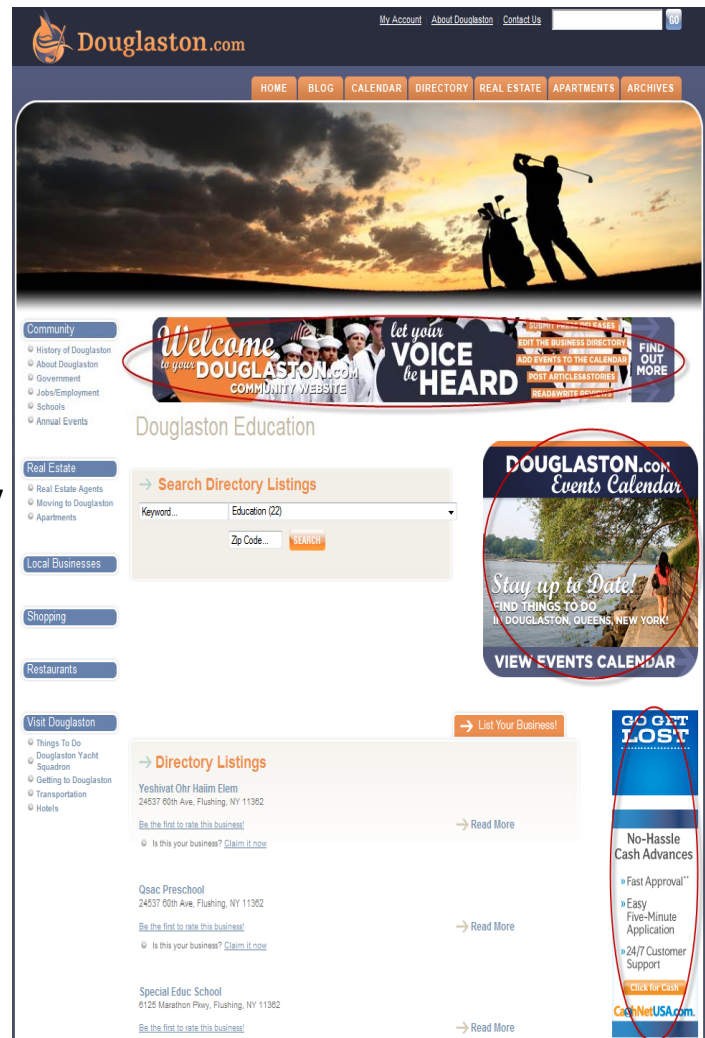 My Account About Douglaston Contact Us GO
Douglaston.com
HOME BLOG CALENDAR DIRECTORY REAL ESTATE APARTMENTS ARCHIVES
Community
History of Douglaston
About Douglaston
Government
Jobs/Employment
Schools
Annual Events
Welcome
to your DOUGLASTON.COM
COMMUNITY WEBSITE
let your
VOICE
be HEARD
SUBMIT PRESS RELEASES
EDIT THE BUSINESS DIRECTORY
ADD EVENTS TO THE CALENDAR
POST ARTICLES&STORIES
READ&WRITE REVIEWS
FIND
OUT
MORE
Douglaston Education
Real Estate
Real Estate Agents
Moving to Douglaston
Apartments
Search Directory Listings
Keyword... Education (22)
Zip Code... SEARCH
DOUGLASTON.COM
Events Calendar
Stay up to Date!
FIND THINGS TO DO
IN DOUGLASTON, QUEENS, NEW YORK!
VIEW EVENTS CALENDAR
Local Businesses
Shopping
Restaurants
Visit Douglaston
Things To Do
Douglaston Yacht
Squadron
Getting to Douglaston
Transportation
Hotels
List Your Business!
Directory Listings
Yeshivat Ohr Haiim Elem
24537 60th Ave, Flushing, NY 11362
Be the first to rate this business! Read More
Is this your business? Claim it now
Qsac Preschool
24537 60th Ave, Flushing, NY 11362
Be the first to rate this business! Read More
Is this your business? Claim it now
Special Educ School
6125 Marathon Pkwy, Flushing, NY 11362
Be the first to rate this business! Read More
GO GET
LOST
No-Hassle
Cash Advances
» Fast Approval**
» Easy
Five-Minute
Application
» 24/7 Customer
Support
Click for Cash
CashNetUSA.com.